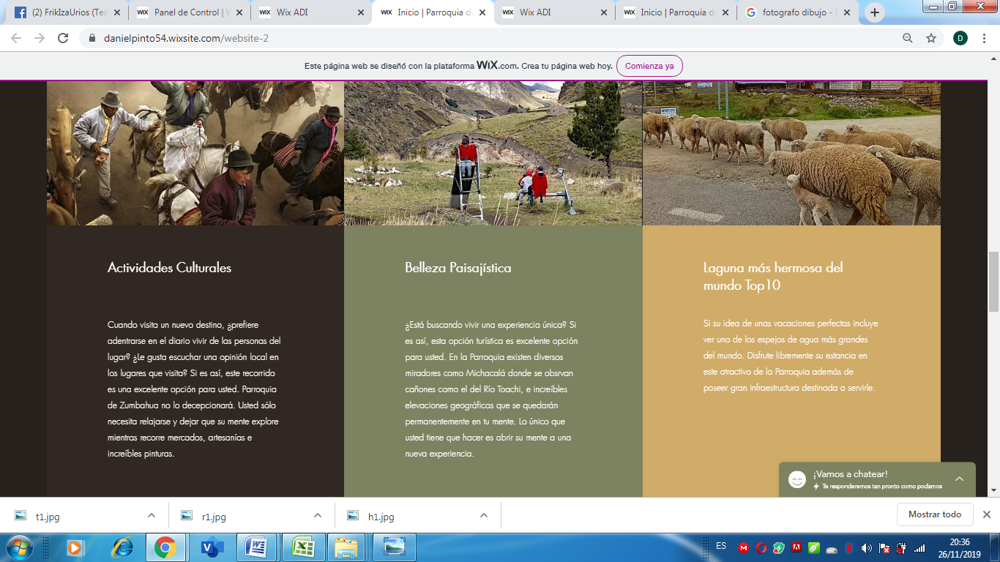 (2) FrikIzaUrios (Tec
Panel de Control | W
Wix ADI
Inicio | Parroquia de
Wix ADI
Inicio | Parroquia de
fotografo dibujo - B
danielpinto54.wixsite.com/website-2
D
Este página web se diseñó con la plataforma WiX.com. Crea tu página web hoy. Comienza ya
Actividades Culturales
Cuando visita un nuevo destino, ¿prefiere
adentrarse en el diario vivir de las personas del
lugar? ¿Le gusta escuchar una opinión local en
los lugares que visita? Si es así, este recorrido
es una excelente opción para usted. Parroquia
de Zumbahua no lo decepcionará. Usted sólo
necesita relajarse y dejar que su mente explore
mientras recorre mercados, artesanías e
increíbles pinturas.
Belleza Paisajística
¿Está buscando vivir una experiencia única? Si
es así, esta opción turística es excelente opción
para usted. En la Parroquia existen diversos
miradores como Michacalá donde se obsrvan
cañones como el del Río Toachi, e increíbles
elevaciones geográficas que se quedarán
permanentemente en tu mente. Lo único que
usted tiene que hacer es abrir su mente a una
nueva experiencia.
Laguna más hermosa del
mundo Top10
Si su idea de unas vacaciones perfectas incluye
ver uno de los espejos de agua más grandes
del mundo. Disfrute libremente su estancia en
este atractivo de la Parroquia además de
poseer gran infraestructura destinada a servirle.
¡Vamos a chatear!
Te responderemos tan pronto como podamos
t1.jpg
r1.jpg
h1.jpg
Mostrar todo
ES
20:36
26/11/2019